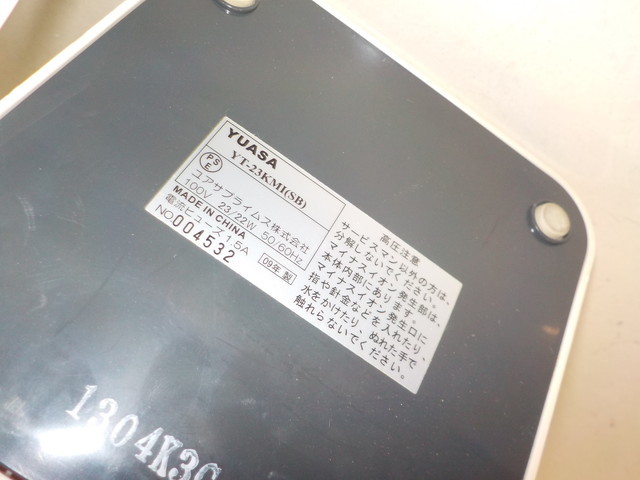 YUASA
PSE YT-23KMI(SB)
ユアサプライムス株式会社
100V 23/22W 50/60Hz
MADE IN CHINA
電流ヒューズ1.5A
NO004532 09年製
高圧注意
サービスマン以外の方は、
分解しないでください。
マイナスイオン発生部は、
本体内部にあります。
マイナスイオン発生口に
指や針金などを入れたり、
水をかけたり、ぬれた手で
触れらないでください。
1304K3